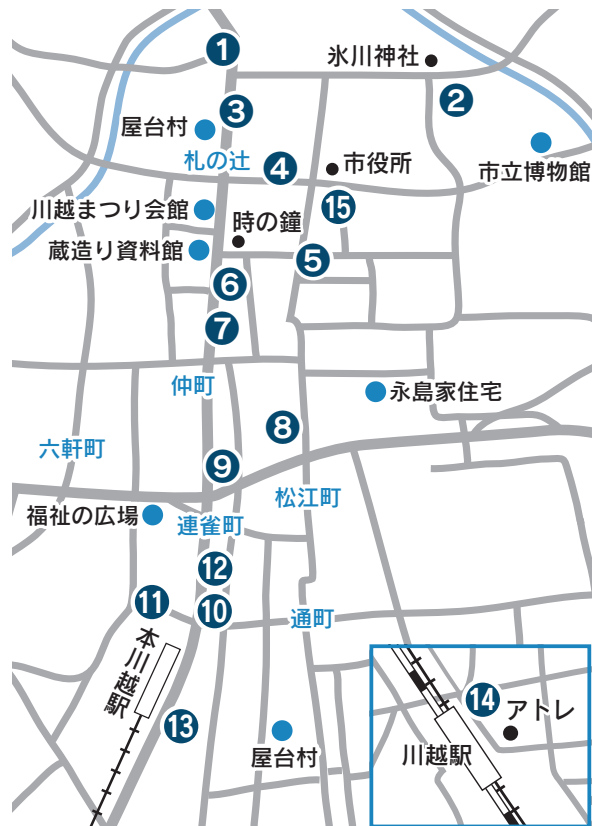 1
氷川神社
2
3
屋台村
札の辻
4
市役所
市立博物館
川越まつり会館
15
時の鐘
蔵造り資料館
5
6
7
仲町
永島家住宅
8
六軒町
9
松江町
福祉の広場
連雀町
12
11
10
通町
本川越駅
13
屋台村
14
アトレ
川越駅